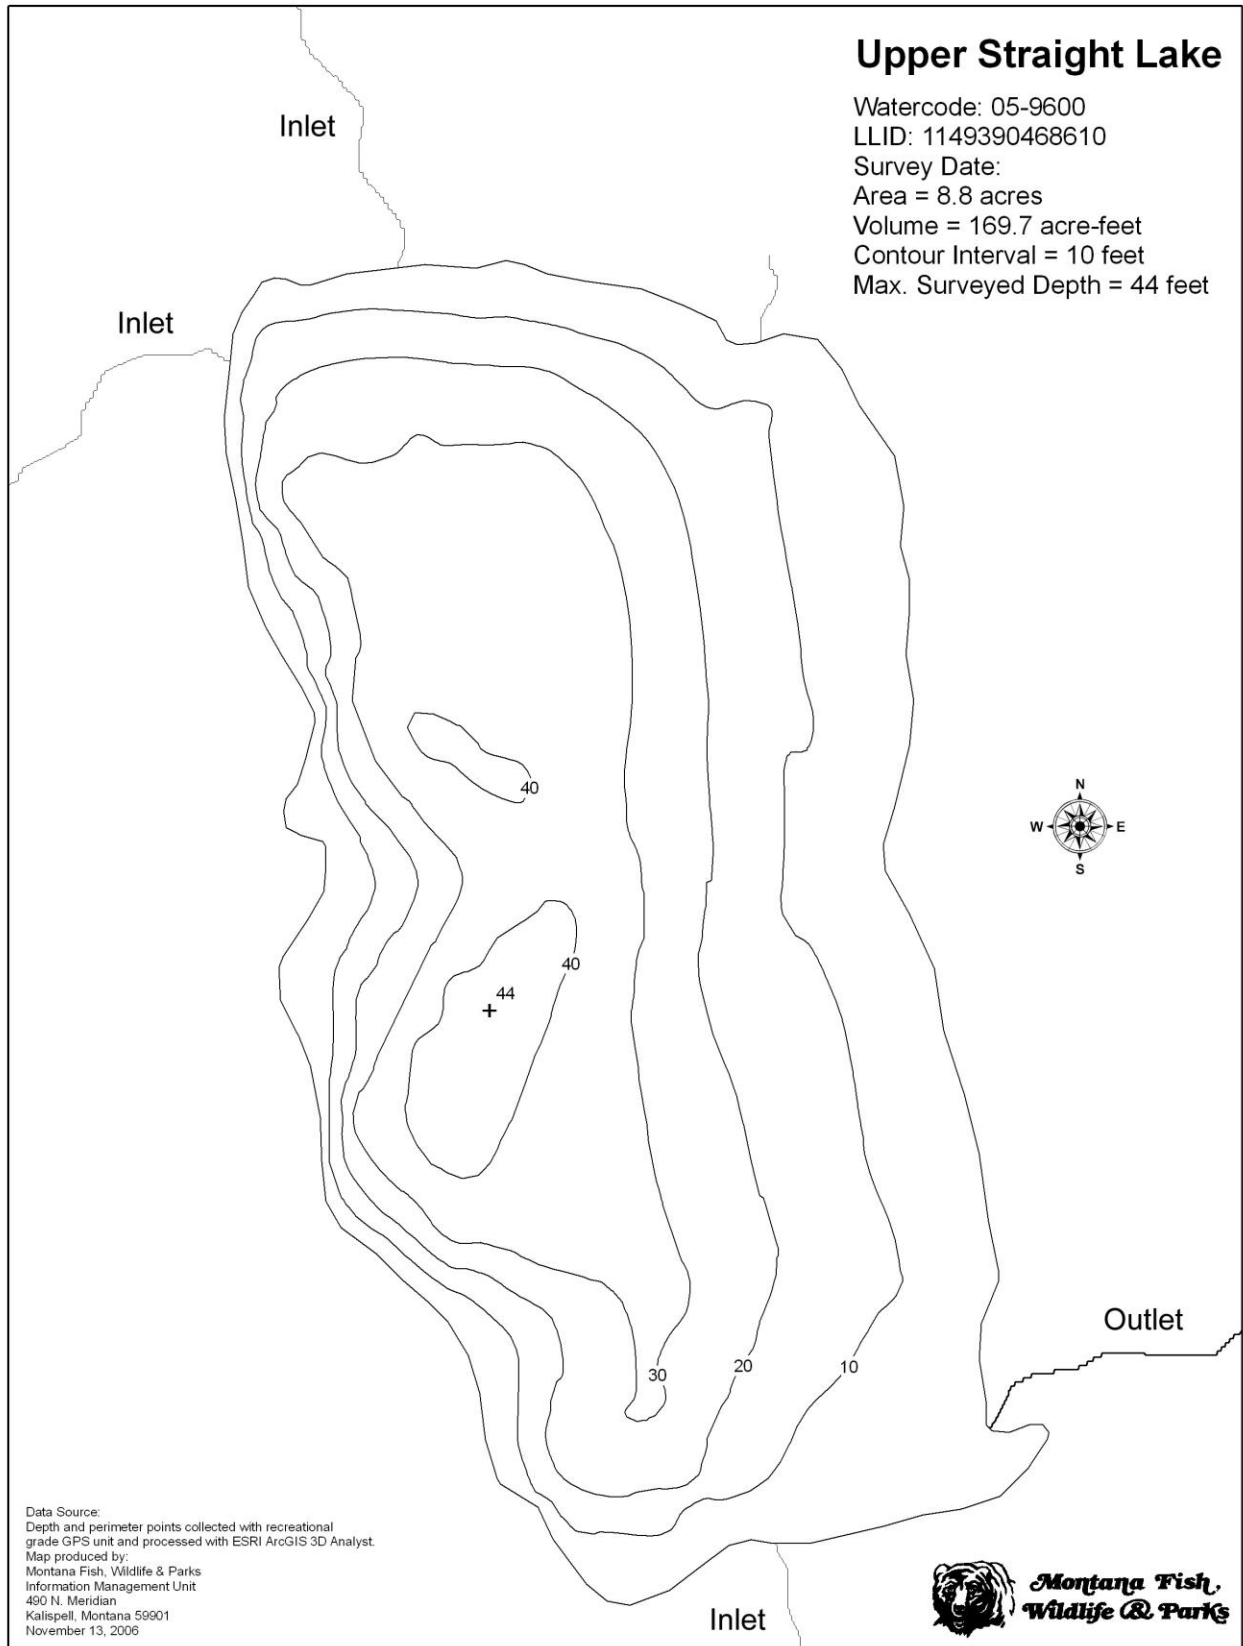 Upper Straight Lake
Watercode: 05-9600
LLID: 1149390468610
Survey Date:
Area = 8.8 acres
Volume = 169.7 acre-feet
Contour Interval = 10 feet
Max. Surveyed Depth = 44 feet
Inlet
Inlet
40
N
W
E
S
40
44
Outlet
30
20
10
Data Source:
Depth and perimeter points collected with recreational
grade GPS unit and processed with ESRI ArcGIS 3D Analyst.
Map produced by:
Montana Fish, Wildlife & Parks
Information Management Unit
490 N. Meridian
Kalispell, Montana 59901
November 13, 2006
Inlet
Montana Fish,
Wildlife & Parks